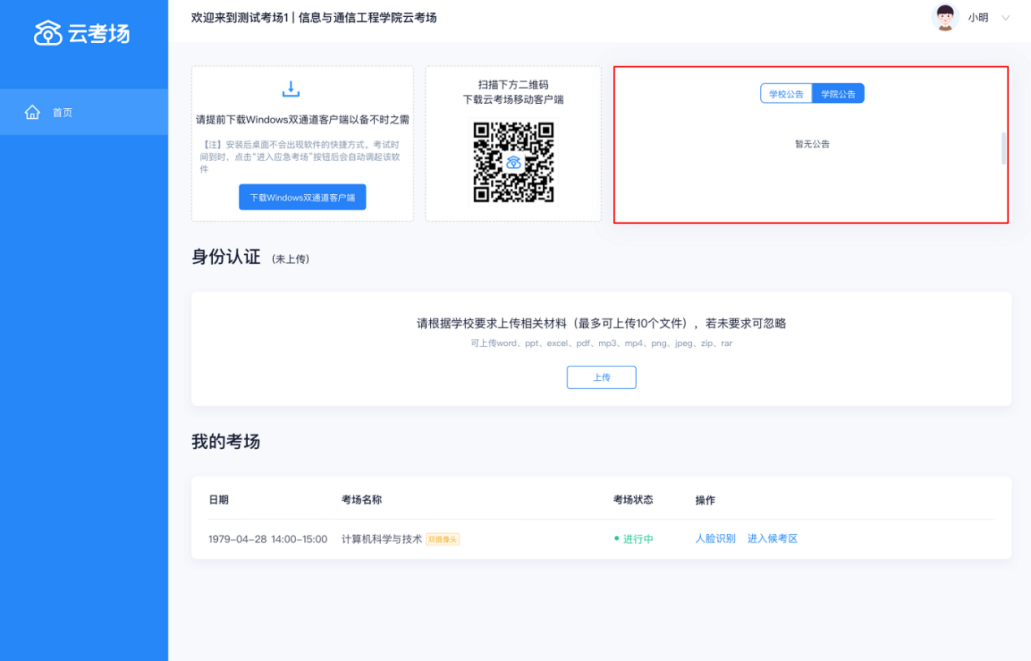 云考场
欢迎来到测试考场1 | 信息与通信工程学院云考场
小明
首页
请提前下载Windows双通道客户端以备不时之需
【注】安装后桌面不会出现软件的快捷方式。考试时
间到时，点击“进入应急考场”按钮后会自动调起该软
件
下载Windows双通道客户端
扫描下方二维码
下载云考场移动客户端
学校公告 学院公告
暂无公告
身份认证 （未上传）
请根据学校要求上传相关材料（最多可上传10个文件），若未要求可忽略
可上传word、ppt、excel、pdf、mp3、mp4、png、jpeg、zip、rar
上传
我的考场
日期 考场名称 考场状态 操作
1979-04-28 14:00-15:00 计算机科学与技术 双摄像头 进行中 人脸识别 进入候考区